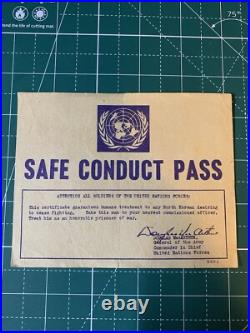 75°
SAFE CONDUCT PASS
ATTENTION ALL SOLDIERS OF THE UNITED NATIONS FORCES:
This certificate guarantees humane treatment to any North Korean desiring
to cease fighting. Take this man to your nearest commissioned officer.
Treat him as an honorable prisoner of war.
Douglas MacArthur
General of the Army
Commander in Chief
United Nations Forces